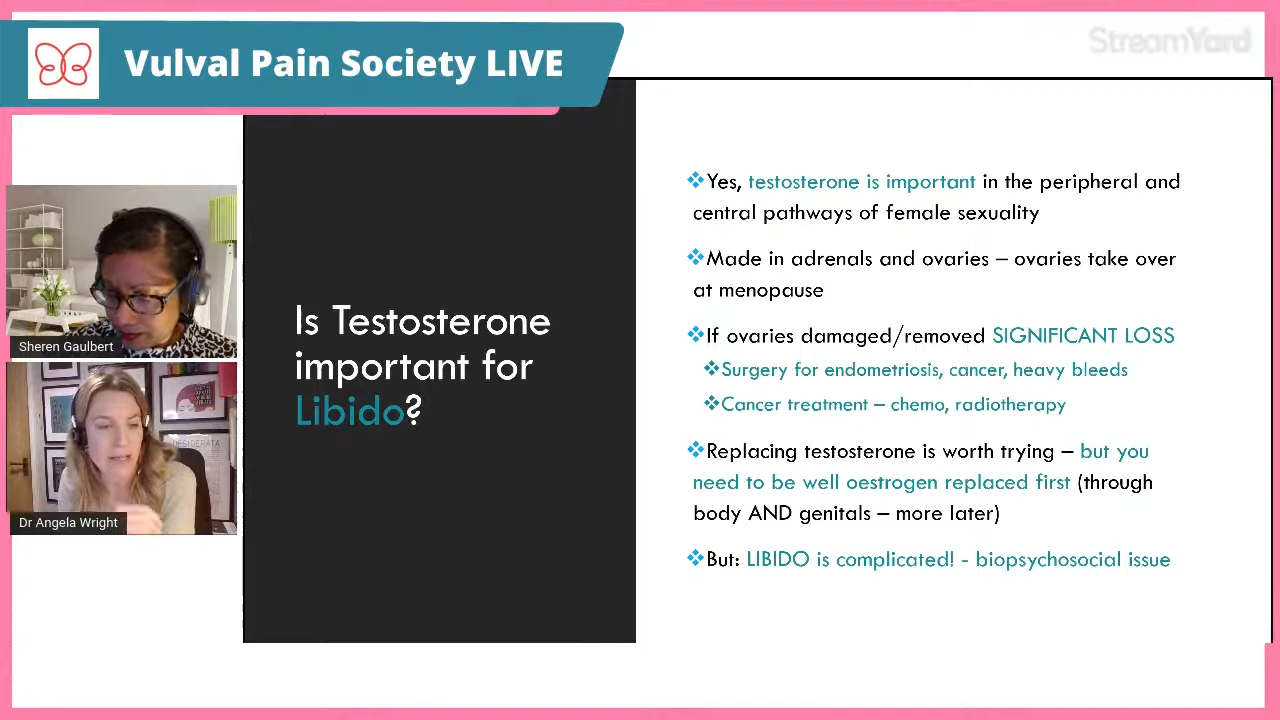 Vulval Pain Society LIVE
StreamYard
Sheren Gaulbert
DESIDERATA
Dr Angela Wright
Is Testosterone
important for
Libido?
❖Yes, testosterone is important in the peripheral and
central pathways of female sexuality
❖Made in adrenals and ovaries – ovaries take over
at menopause
❖If ovaries damaged/removed SIGNIFICANT LOSS
❖Surgery for endometriosis, cancer, heavy bleeds
❖Cancer treatment – chemo, radiotherapy
❖Replacing testosterone is worth trying – but you
need to be well oestrogen replaced first (through
body AND genitals – more later)
❖But: LIBIDO is complicated! - biopsychosocial issue